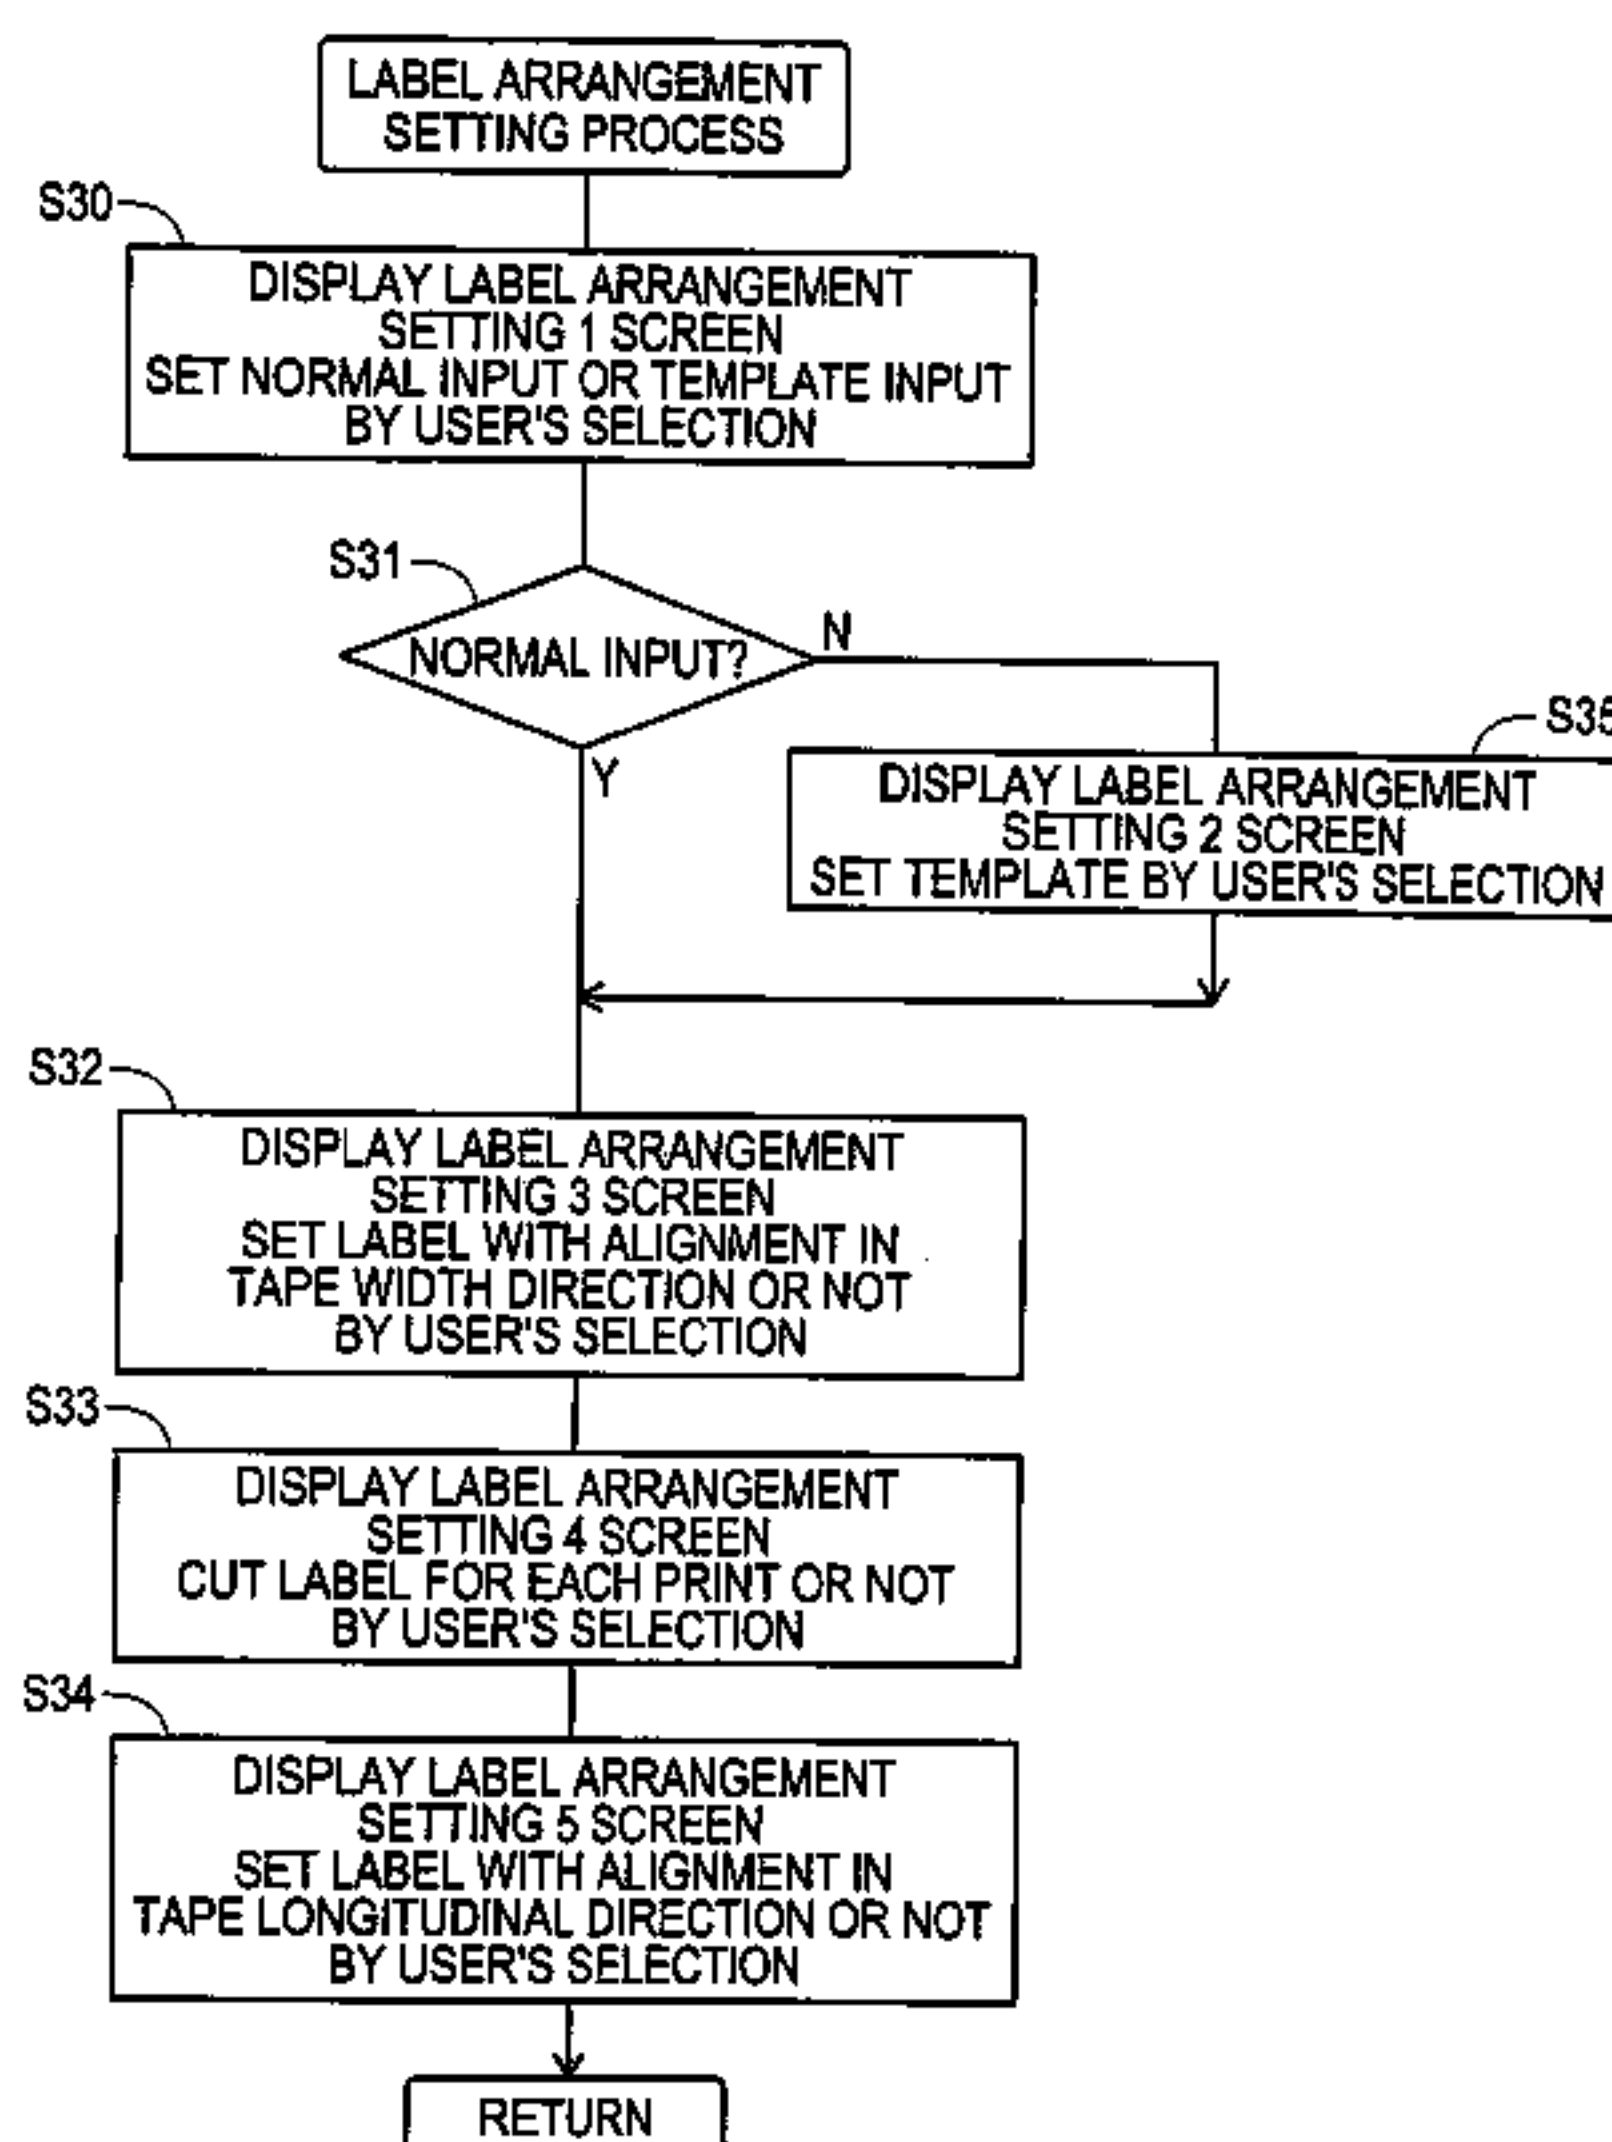 LABEL ARRANGEMENT
SETTING PROCESS
S30
DISPLAY LABEL ARRANGEMENT
SETTING 1 SCREEN
SET NORMAL INPUT OR TEMPLATE INPUT
BY USER'S SELECTION
S31
NORMAL INPUT?
N
Y
S35
DISPLAY LABEL ARRANGEMENT
SETTING 2 SCREEN
SET TEMPLATE BY USER'S SELECTION
S32
DISPLAY LABEL ARRANGEMENT
SETTING 3 SCREEN
SET LABEL WITH ALIGNMENT IN
TAPE WIDTH DIRECTION OR NOT
BY USER'S SELECTION
S33
DISPLAY LABEL ARRANGEMENT
SETTING 4 SCREEN
CUT LABEL FOR EACH PRINT OR NOT
BY USER'S SELECTION
S34
DISPLAY LABEL ARRANGEMENT
SETTING 5 SCREEN
SET LABEL WITH ALIGNMENT IN
TAPE LONGITUDINAL DIRECTION OR NOT
BY USER'S SELECTION
RETURN